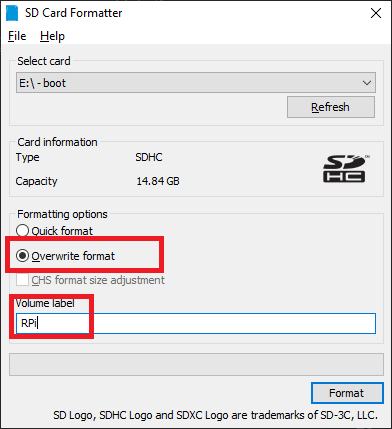 SD Card Formatter
File Help
Select card
E:\ - boot
Refresh
Card information
Type SDHC
Capacity 14.84 GB
SD
HC
Formatting options
Quick format
Overwrite format
CHS format size adjustment
Volume label
RPi
Format
SD Logo, SDHC Logo and SDXC Logo are trademarks of SD-3C, LLC.